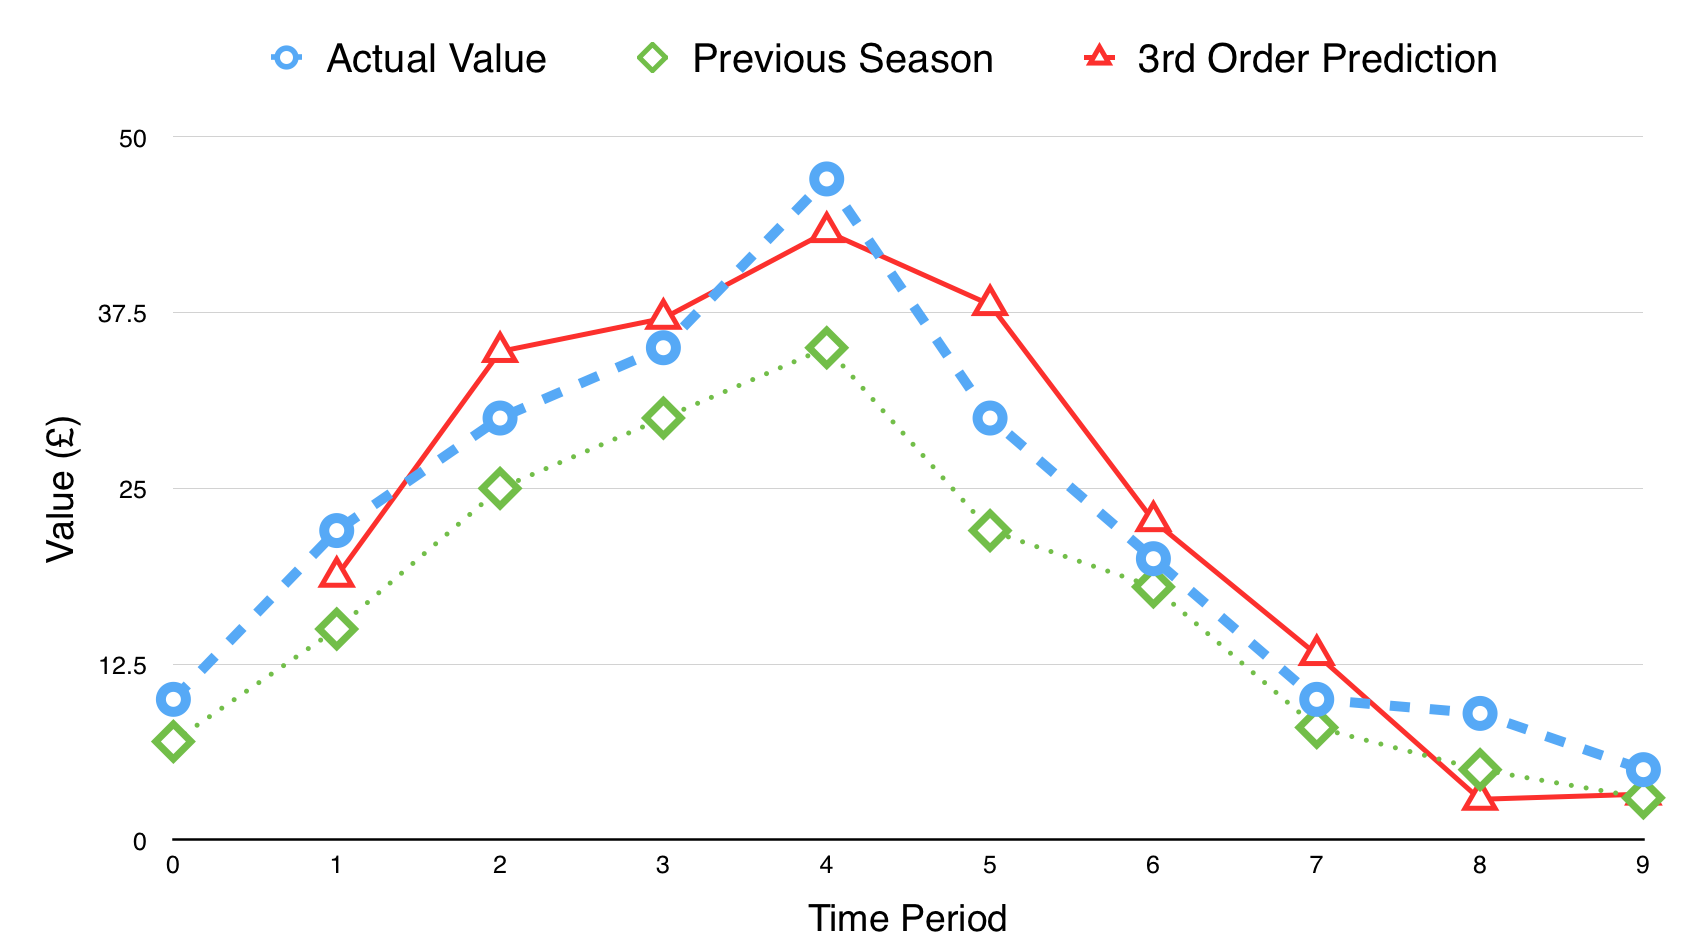 Actual Value Previous Season 3rd Order Prediction
50
37.5
25
12.5
0
Value (£)
0 1 2 3 4 5 6 7 8 9
Time Period